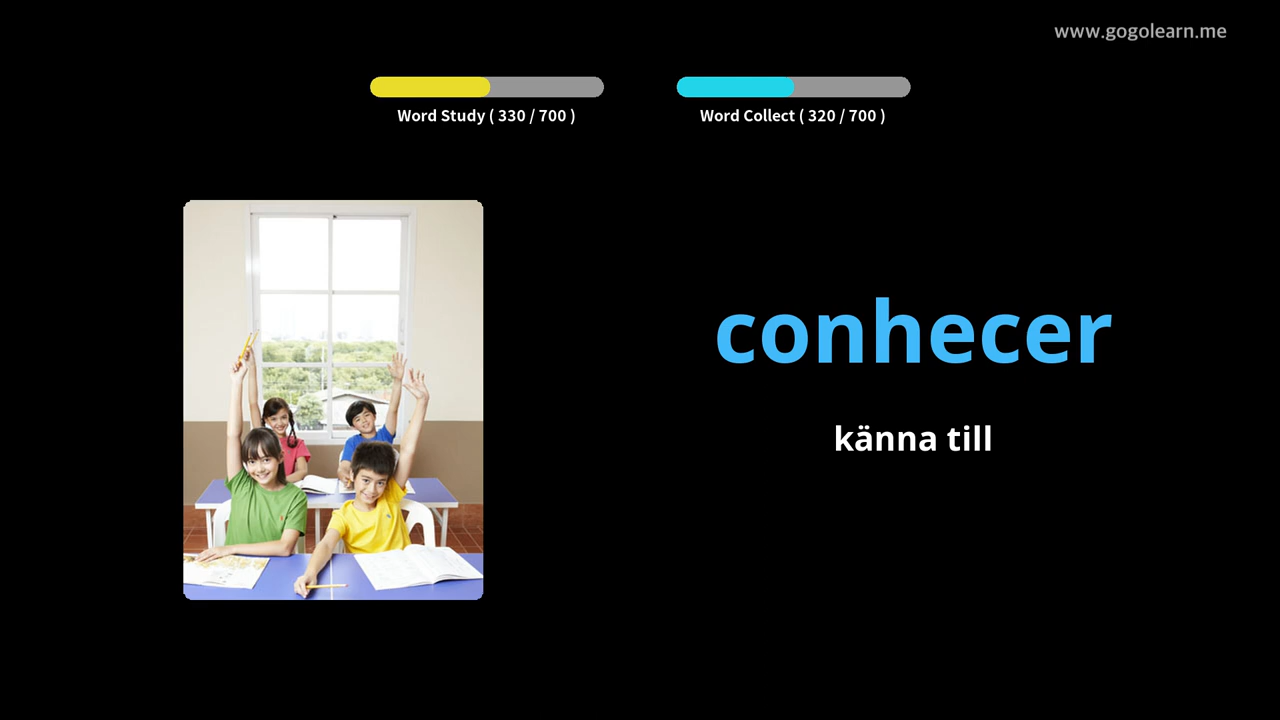 www.gogolearn.me
Word Study ( 330 / 700 )
Word Collect ( 320 / 700 )
conhecer
känna till